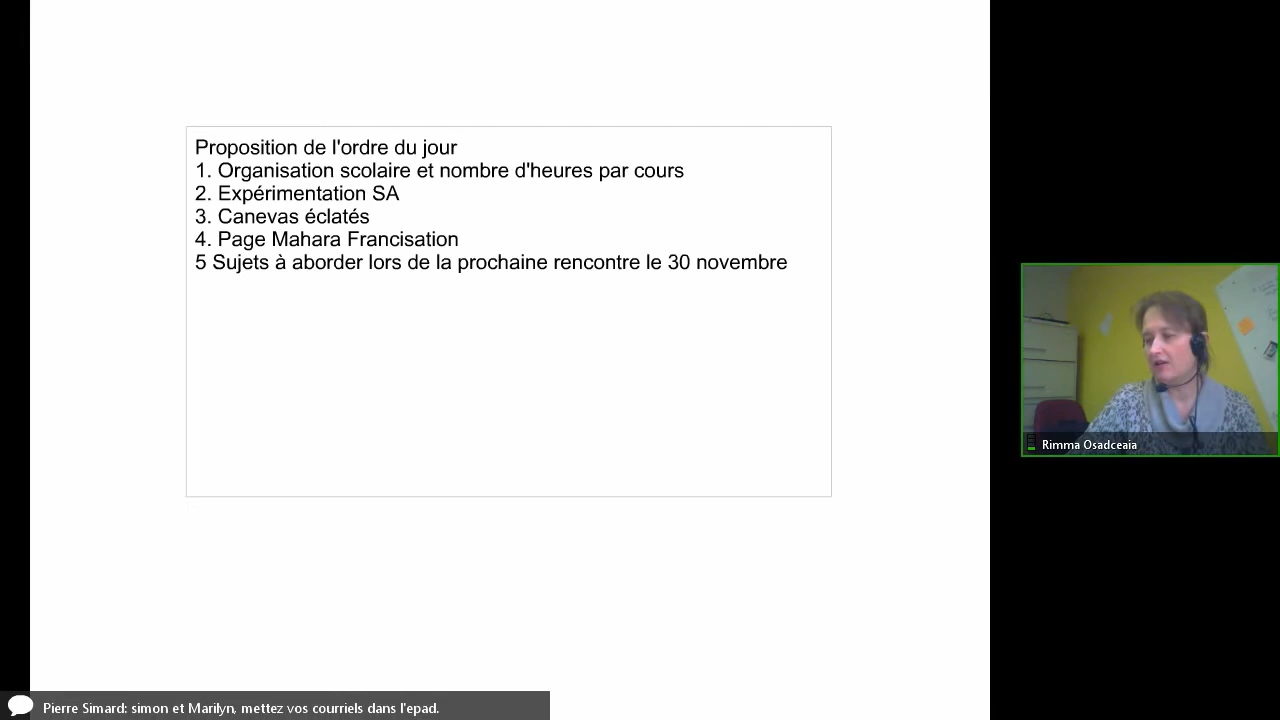 Proposition de l'ordre du jour
1. Organisation scolaire et nombre d'heures par cours
2. Expérimentation SA
3. Canevas éclatés
4. Page Mahara Francisation
5 Sujets à aborder lors de la prochaine rencontre le 30 novembre
Rimma Osadceaia
Pierre Simard: simon et Marilyn, mettez vos courriels dans l'epad.